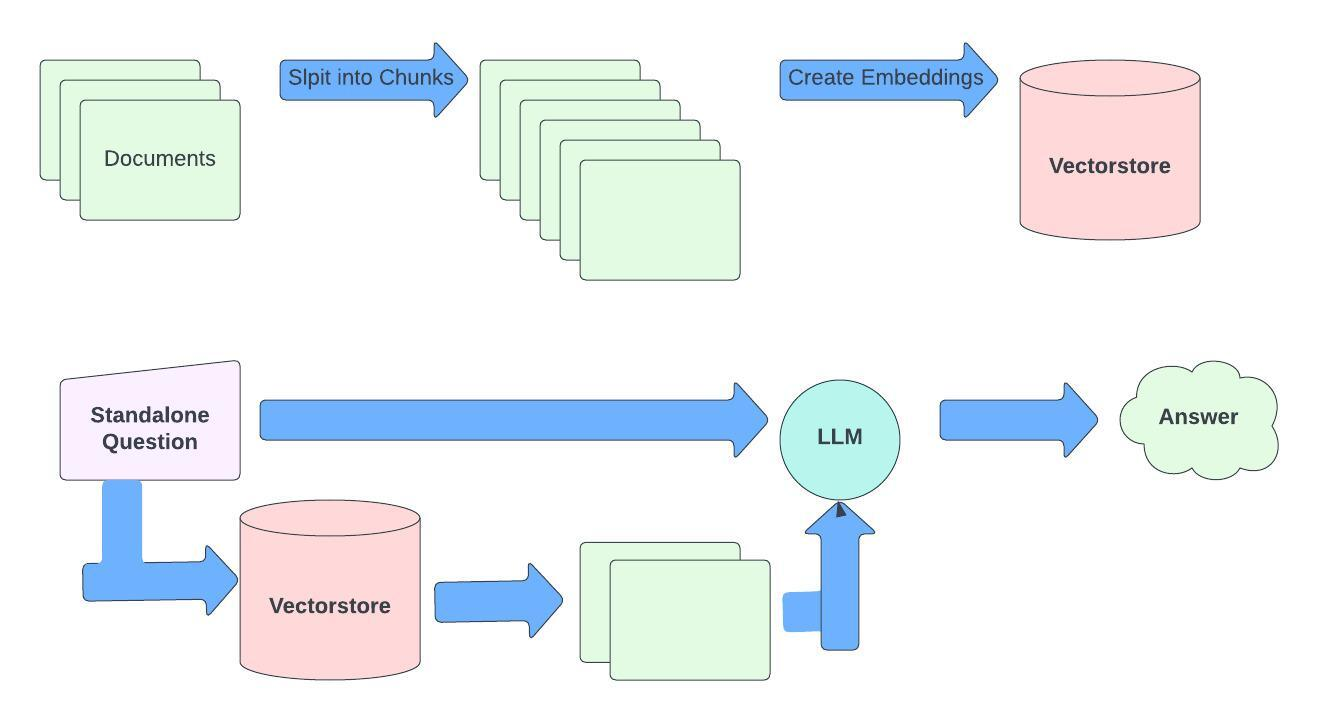 Slpit into Chunks
Create Embeddings
Documents
Vectorstore
Standalone
Question
LLM
Answer
Vectorstore